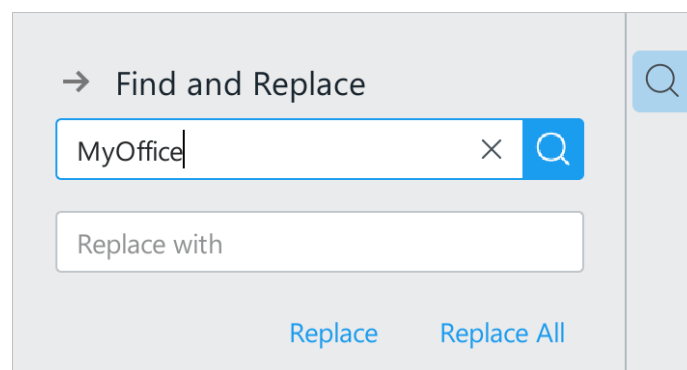 Find and Replace
MyOffice
Replace with
Replace Replace All